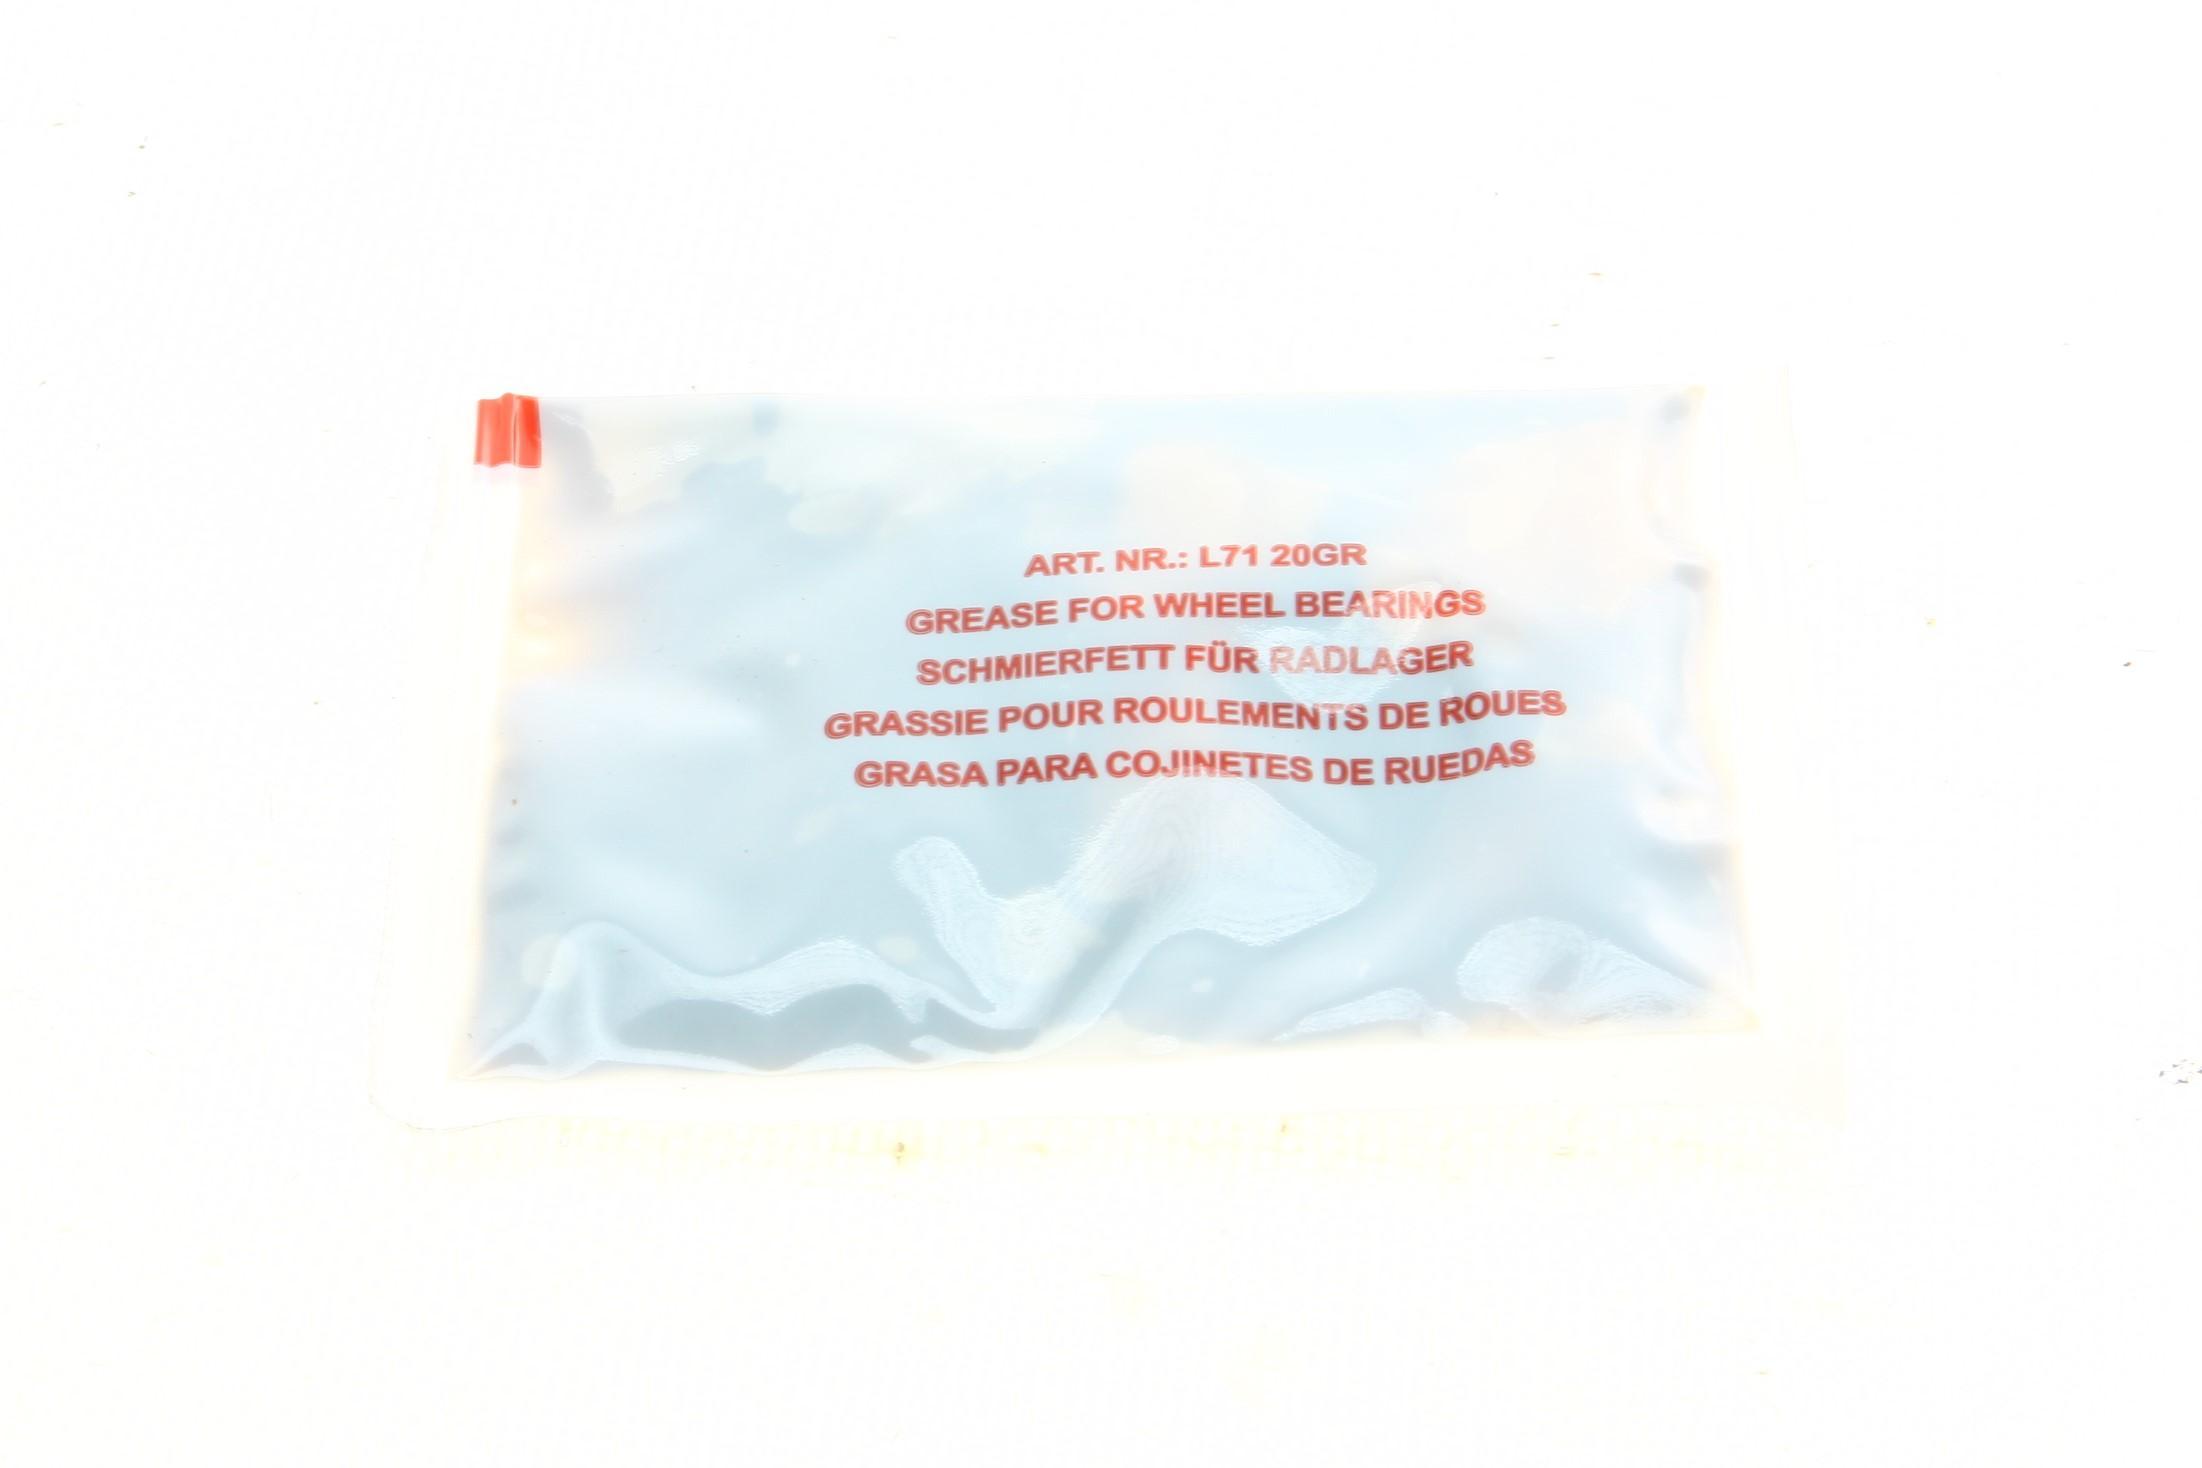 ART. NR.: L71 20GR
GREASE FOR WHEEL BEARINGS
SCHMIERFETT FÜR RADLAGER
GRASSIE POUR ROULEMENTS DE ROUES
GRASA PARA COJINETES DE RUEDAS